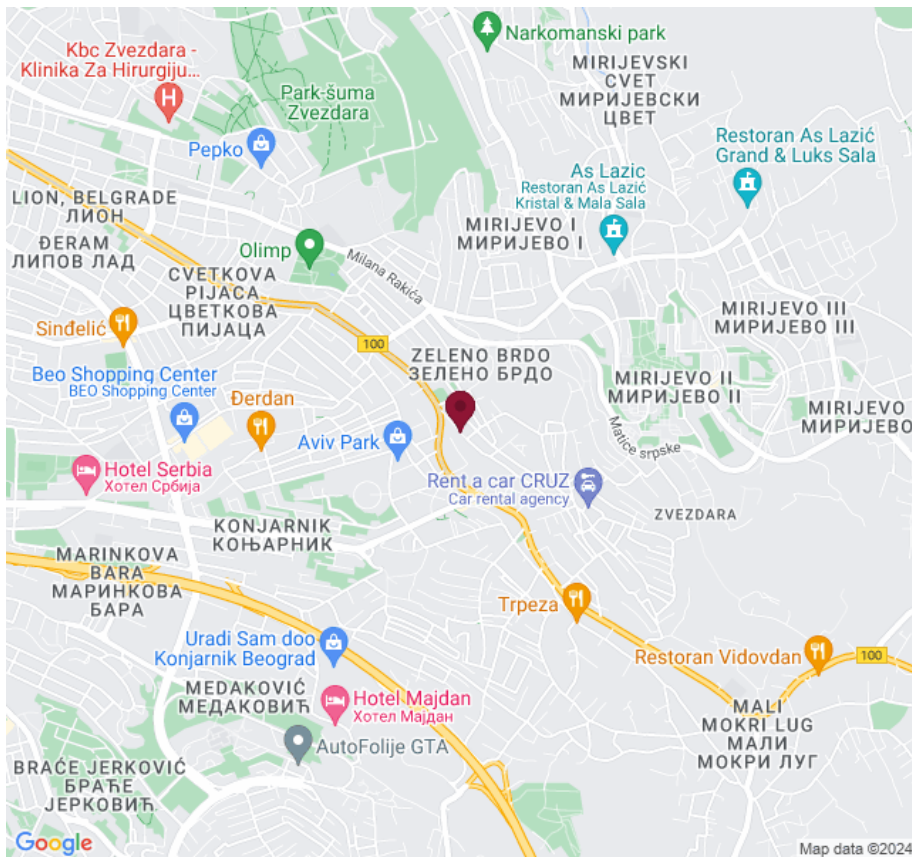 Narkomanski park
Kbc Zvezdara -
Klinika Za Hirurgiju...
MIRIJEVSKI
СВЕТ
МИРИЈЕВСКИ
ЦВЕТ
Park-šuma
Zvezdara
Pepko
Restoran As Lazić
Grand & Luks Sala
As Lazic
Restoran As Lazić
Kristal & Mala Sala
LION, BELGRADE
ЛИОН
MIRIJEVO I
МИРИЈЕВО I
ĐERAM
ЛИПОВ ЛАД
Olimp
Milana Rakića
CVETKOVA
PIJACA
ЦВЕТКОВА
ПИЈАЦА
Sinđelić
100
MIRIJEVO III
МИРИЈЕВО III
ZELENO BRDO
ЗЕЛЕНО БРДО
Beo Shopping Center
BEO Shopping Center
MIRIJEVO II
МИРИЈЕВО II
Đerdan
MIRIJEVO
МИРИЈЕВО
Aviv Park
Matice srpske
Hotel Serbia
Хотел Србија
Rent a car CRUZ
Car rental agency
ZVEZDARA
KONJARNIK
КОЊАРНИК
MARINKOVA
BARA
МАРИНКОВА
БАРА
Trpeza
Uradi Sam doo
Konjarnik Beograd
Restoran Vidovdan
100
MEDAKOVIĆ
МЕДАКОВИЋ
Hotel Majdan
Хотел Мајдан
MALI
MOKRI LUG
МАЛИ
МОКРИ ЛУГ
AutoFolije GTA
BRAĆE JERKOVIĆ
БРАЋЕ
ЈЕРКОВИЋ
Google
Map data ©2024